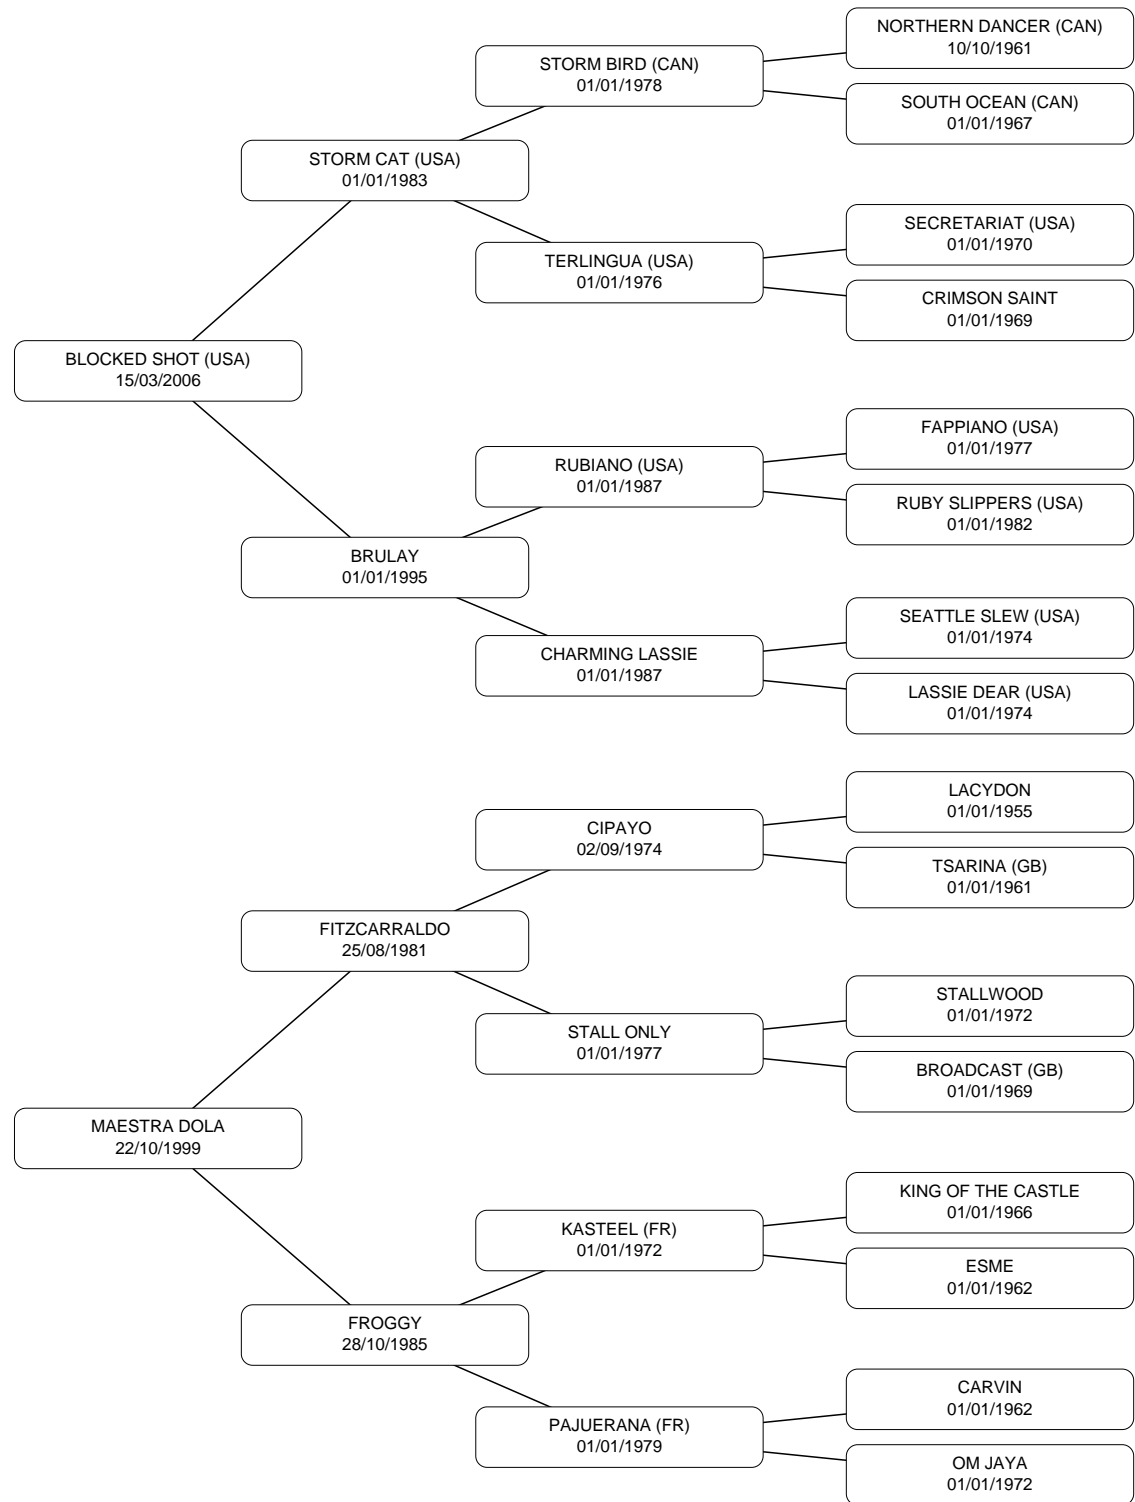 NORTHERN DANCER (CAN)
10/10/1961
STORM BIRD (CAN)
01/01/1978
SOUTH OCEAN (CAN)
01/01/1967
STORM CAT (USA)
01/01/1983
SECRETARIAT (USA)
01/01/1970
TERLINGUA (USA)
01/01/1976
CRIMSON SAINT
01/01/1969
BLOCKED SHOT (USA)
15/03/2006
FAPPIANO (USA)
01/01/1977
RUBIANO (USA)
01/01/1987
RUBY SLIPPERS (USA)
01/01/1982
BRULAY
01/01/1995
SEATTLE SLEW (USA)
01/01/1974
CHARMING LASSIE
01/01/1987
LASSIE DEAR (USA)
01/01/1974
LACYDON
01/01/1955
CIPAYO
02/09/1974
TSARINA (GB)
01/01/1961
FITZCARRALDO
25/08/1981
STALLWOOD
01/01/1972
STALL ONLY
01/01/1977
BROADCAST (GB)
01/01/1969
MAESTRA DOLA
22/10/1999
KING OF THE CASTLE
01/01/1966
KASTEEL (FR)
01/01/1972
ESME
01/01/1962
FROGGY
28/10/1985
CARVIN
01/01/1962
PAJUERANA (FR)
01/01/1979
OM JAYA
01/01/1972